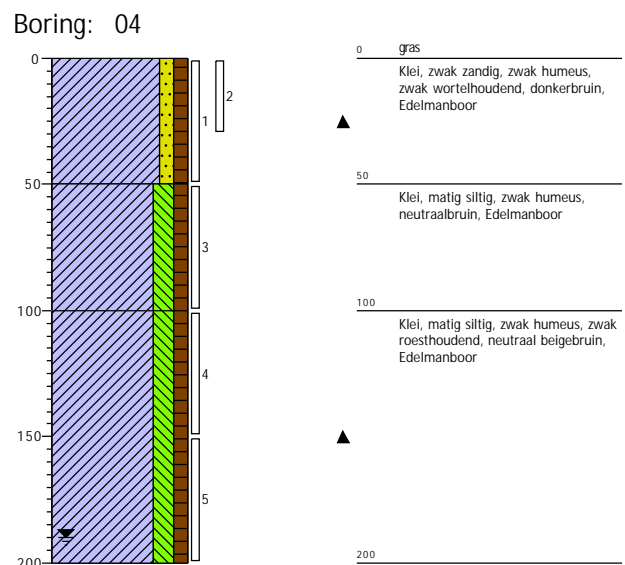 Boring: 04
0
50
100
150
200
1
2
3
4
5
0 gras
Klei, zwak zandig, zwak humeus,
zwak wortelhoudend, donkerbruin,
Edelmanboor
50
Klei, matig siltig, zwak humeus,
neutraalbruin, Edelmanboor
100
Klei, matig siltig, zwak humeus, zwak
roesthoudend, neutraal beigebruin,
Edelmanboor
200